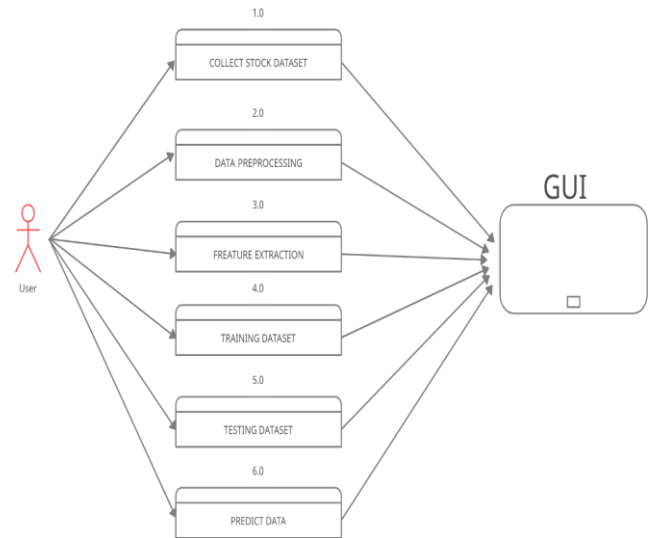 1.0
COLLECT STOCK DATASET
2.0
DATA PREPROCESSING
GUI
3.0
FREATURE EXTRACTION
User
4.0
TRAINING DATASET
5.0
TESTING DATASET
6.0
PREDICT DATA